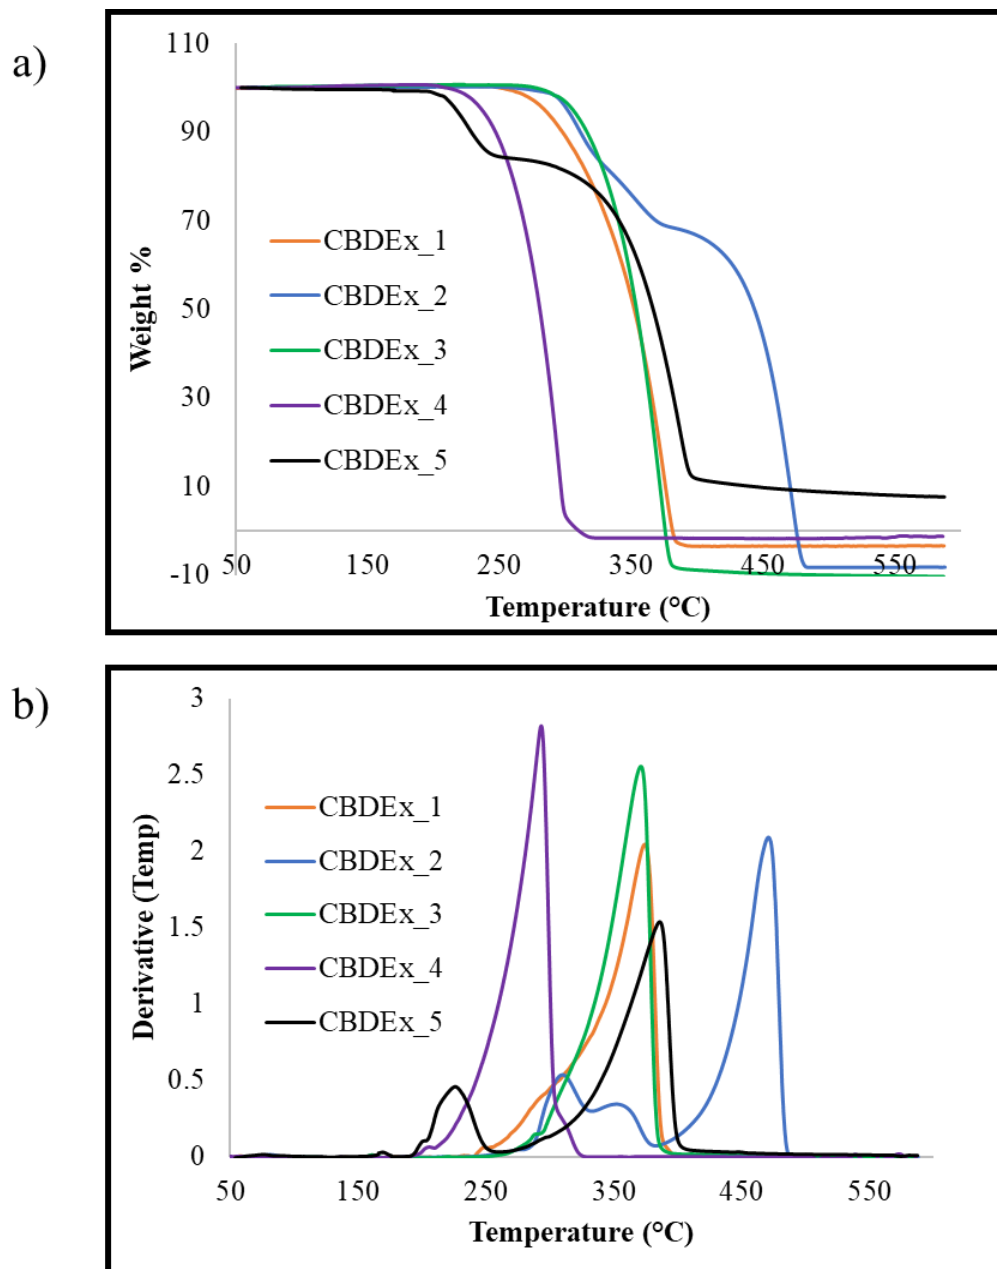 a)
110
90
70
50
30
10
-10
Weight %
CBDEx_1
CBDEx_2
CBDEx_3
CBDEx_4
CBDEx_5
50 150 250 350 450 550
Temperature (°C)
b)
3
2.5
2
1.5
1
0.5
0
Derivative (Temp)
CBDEx_1
CBDEx_2
CBDEx_3
CBDEx_4
CBDEx_5
50 150 250 350 450 550
Temperature (°C)